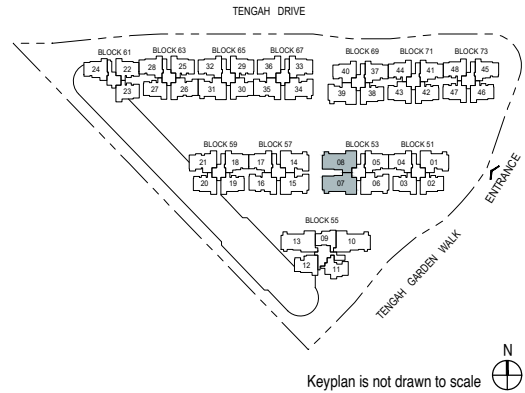 TENGAH DRIVE
BLOCK 61 BLOCK 63 BLOCK 65 BLOCK 67 BLOCK 69 BLOCK 71 BLOCK 73
24 22 28 25 32 29 36 33 40 37 44 41 48 45
23 27 26 31 30 35 34 39 38 43 42 47 46
BLOCK 59 BLOCK 57 BLOCK 53 BLOCK 51
21 18 17 14 08 05 04 01
20 19 16 15 07 06 03 02
ENTRANCE
BLOCK 55
13 09 10
12 11
TENGAH GARDEN WALK
N
Keyplan is not drawn to scale